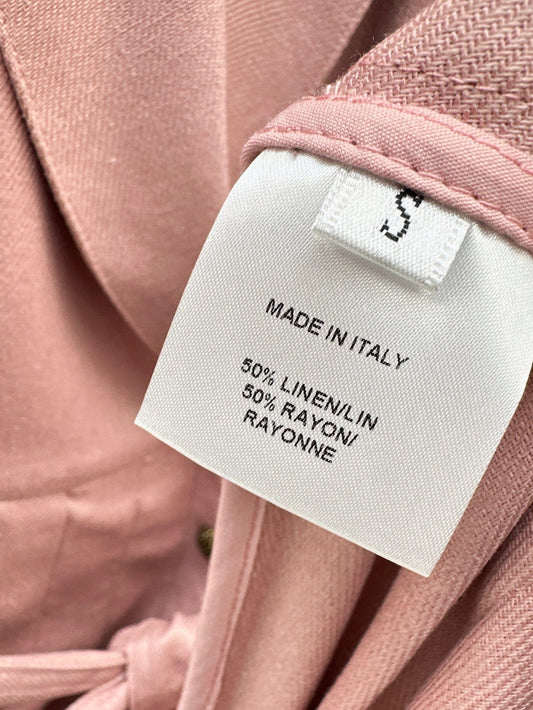 S
MADE IN ITALY
50% LINEN/LIN
50% RAYON/
RAYONNE